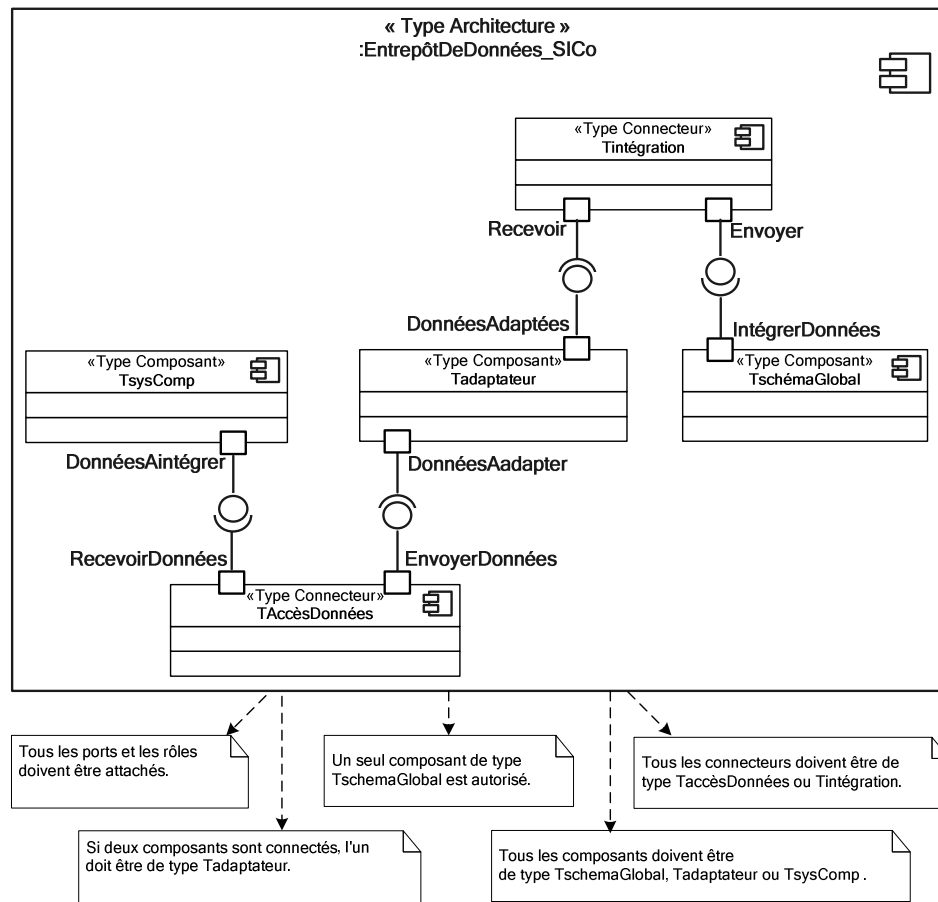 « Type Architecture »
:EntrepôtDeDonnées_SICo
«Type Connecteur»
Tintégration
Recevoir
Envoyer
DonnéesAdaptées
IntégrerDonnées
«Type Composant»
TsysComp
«Type Composant»
Tadaptateur
«Type Composant»
TschémaGlobal
DonnéesAintégrer
DonnéesAadapter
RecevoirDonnées
EnvoyerDonnées
«Type Connecteur»
TAccèsDonnées
Tous les ports et les rôles
doivent être attachés.
Un seul composant de type
TschemaGlobal est autorisé.
Tous les connecteurs doivent être de
type TaccèsDonnées ou Tintégration.
Si deux composants sont connectés, l'un
doit être de type Tadaptateur.
Tous les composants doivent être
de type TschemaGlobal, Tadaptateur ou TsysComp .